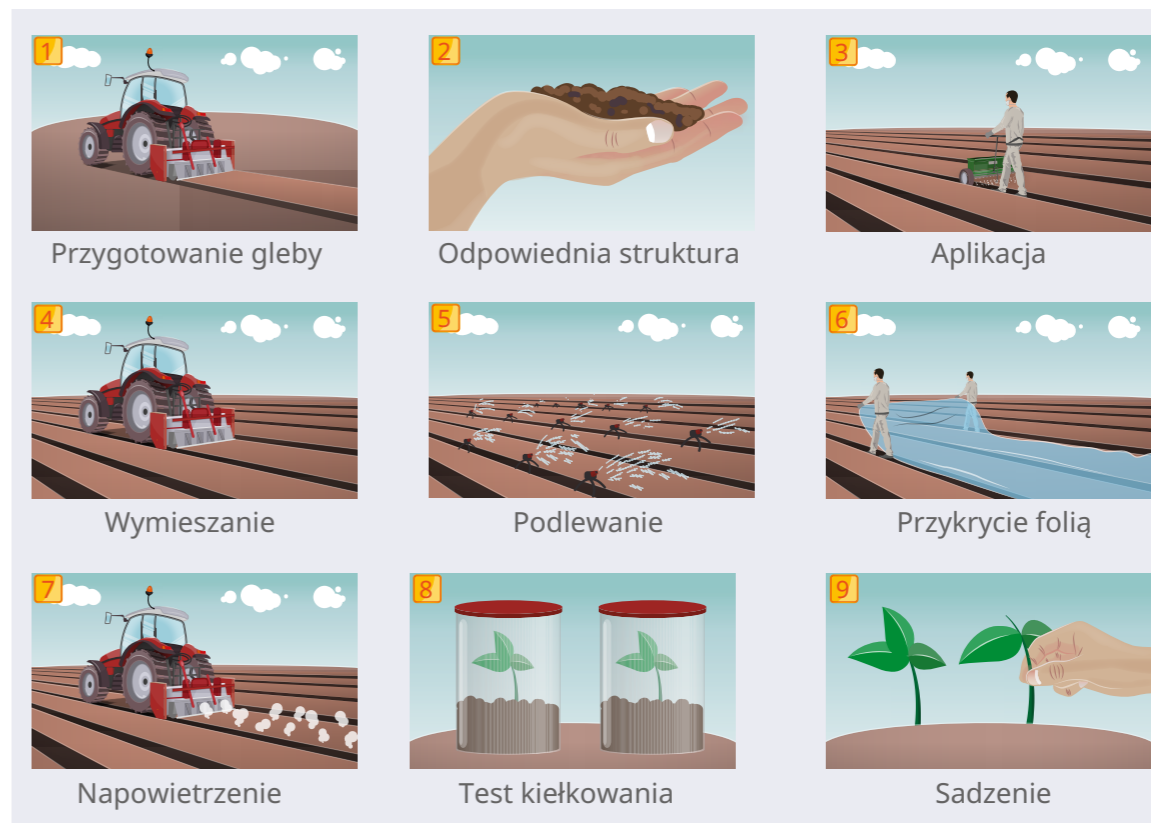 1
Przygotowanie gleby
2
Odpowiednia struktura
3
Aplikacja
4
Wymieszanie
5
Podlewanie
6
Przykrycie folią
7
Napowietrzenie
8
Test kiełkowania
9
Sadzenie